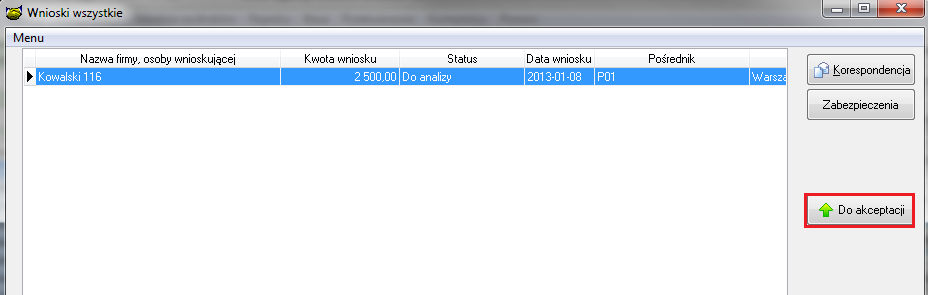 Wnioski wszystkie
Menu
Nazwa firmy, osoby wnioskującej Kwota wniosku Status Data wniosku Pośrednik
Kowalski 116 2 500,00 Do analizy 2013-01-08 P01 Warsza
Korespondencja
Zabezpieczenia
Do akceptacji